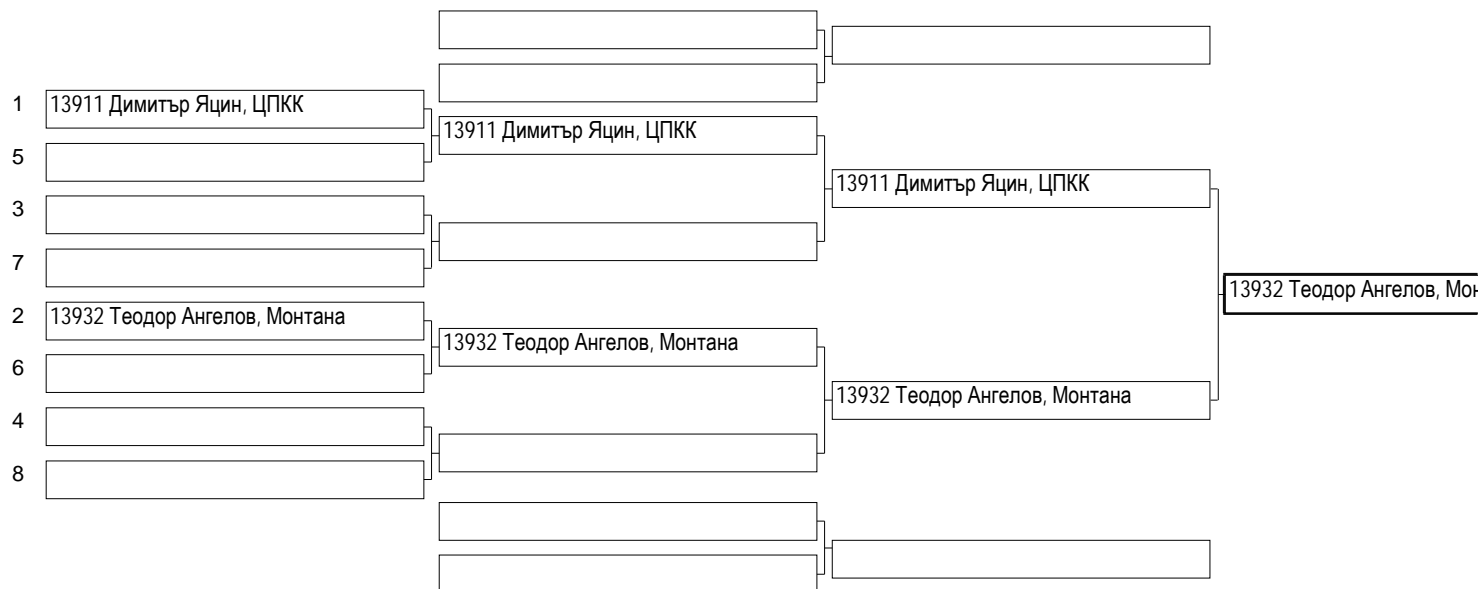 1 13911 Димитър Яцин, ЦПКК
5
3
7
2 13932 Теодор Ангелов, Монтана
6
4
8
13911 Димитър Яцин, ЦПКК
13932 Теодор Ангелов, Монтана
13911 Димитър Яцин, ЦПКК
13932 Теодор Ангелов, Монтана
13932 Теодор Ангелов,